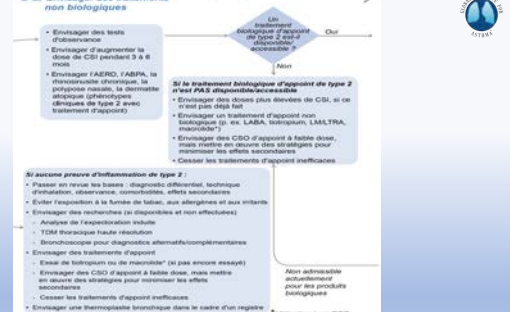 non biologiques
• Envisager des tests
d'observance
• Envisager d'augmenter la
dose de CSI pendant 3 à 6
mois
• Envisager l'AERO, l'ABPA, la
rhinosinusite chronique, la
polypose nasale, la dermatite
atopique (phénotypes
cliniques de type 2 avec
traitement d'appoint)
Un
traitement
biologique d'appoint
de type 2 est-il
disponible/
accessible ?
Oui
Non
Si le traitement biologique d'appoint de type 2
n'est PAS disponible/accessible
• Envisager des doses plus élevées de CSI, si ce
n'est pas déjà fait
• Envisager un traitement d'appoint non
biologique (p. ex. LABA, tiotropium, LM/LTRA,
macrolide*)
• Envisager des CSO d'appoint à faible dose,
mais mettre en œuvre des stratégies pour
minimiser les effets secondaires
• Cesser les traitements d'appoint inefficaces
Si aucune preuve d'inflammation de type 2 :
• Passer en revue les bases : diagnostic différentiel, technique
d'inhalation, observance, comorbidités, effets secondaires
• Éviter l'exposition à la fumée de tabac, aux allergènes et aux irritants
• Envisager des recherches (si disponibles et non effectuées)
- Analyse de l'expectoration induite
- TDM thoracique haute résolution
- Bronchoscopie pour diagnostics alternatifs/complémentaires
• Envisager des traitements d'appoint
- Essai de tiotropium ou de macrolide* (si pas encore essayé)
- Envisager des CSO d'appoint à faible dose, mais mettre
en œuvre des stratégies pour minimiser les effets
secondaires
- Cesser les traitements d'appoint inefficaces
• Envisager une thermoplastie bronchique dans le cadre d'un registre
Non admissible
actuellement
pour les produits
biologiques
ASTHMA